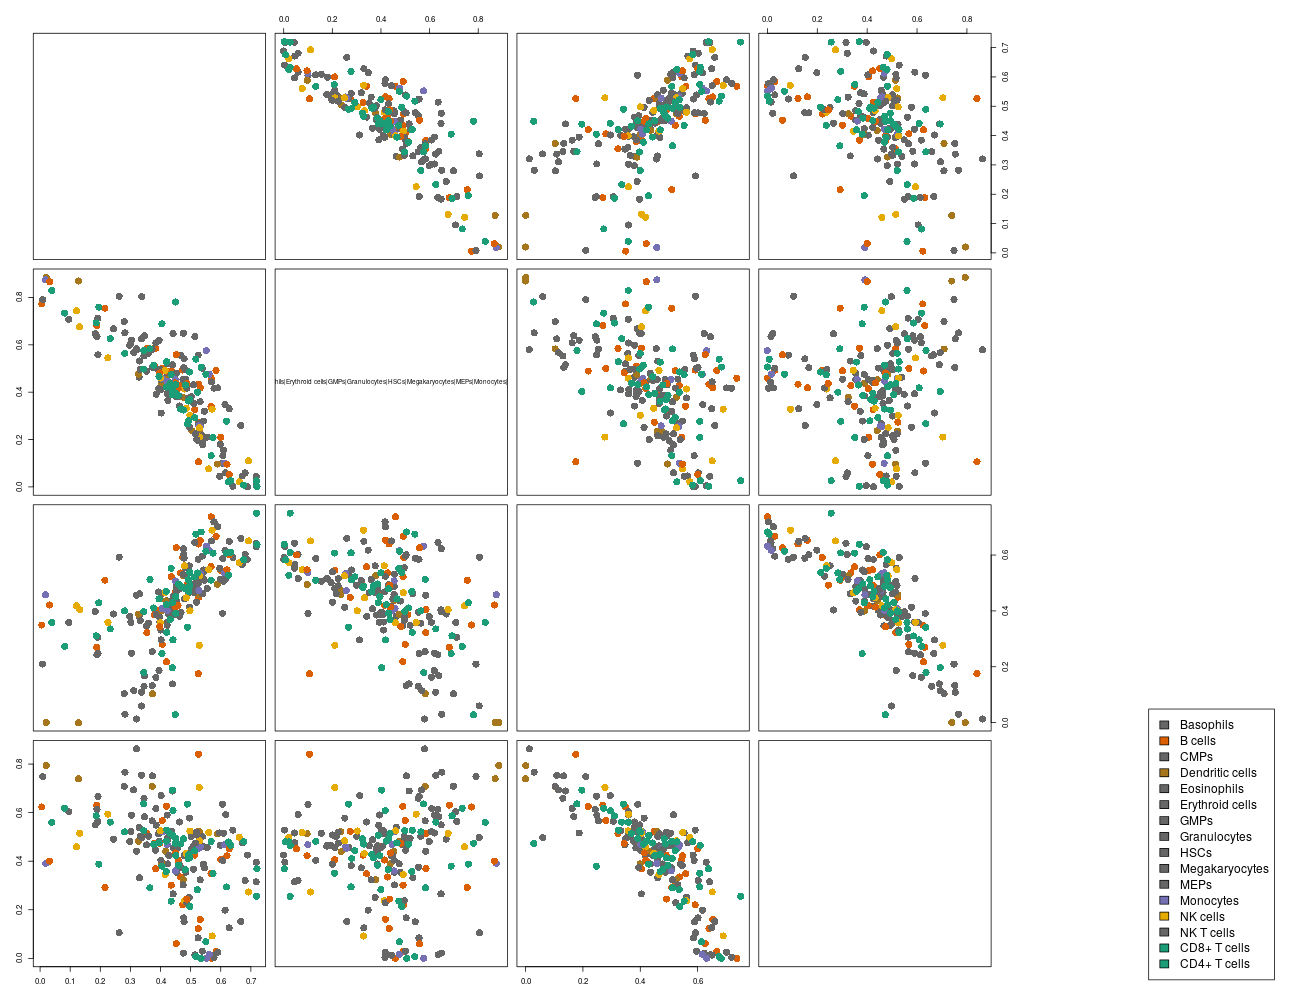 0.0 0.2 0.4 0.6 0.8
0.0 0.2 0.4 0.6 0.8
0.0 0.1 0.2 0.3 0.4 0.5 0.6 0.7
0.0 0.2 0.4 0.6 0.8
hils|Erythroid cells|GMPs|Granulocytes|HSCs|Megakaryocytes|MEPs|Monocytes|
0.0 0.2 0.4 0.6
0.0 0.2 0.4 0.6 0.8
0.0 0.1 0.2 0.3 0.4 0.5 0.6 0.7
0.0 0.2 0.4 0.6
Basophils
B cells
CMPs
Dendritic cells
Eosinophils
Erythroid cells
GMPs
Granulocytes
HSCs
Megakaryocytes
MEPs
Monocytes
NK cells
NK T cells
CD8+ T cells
CD4+ T cells